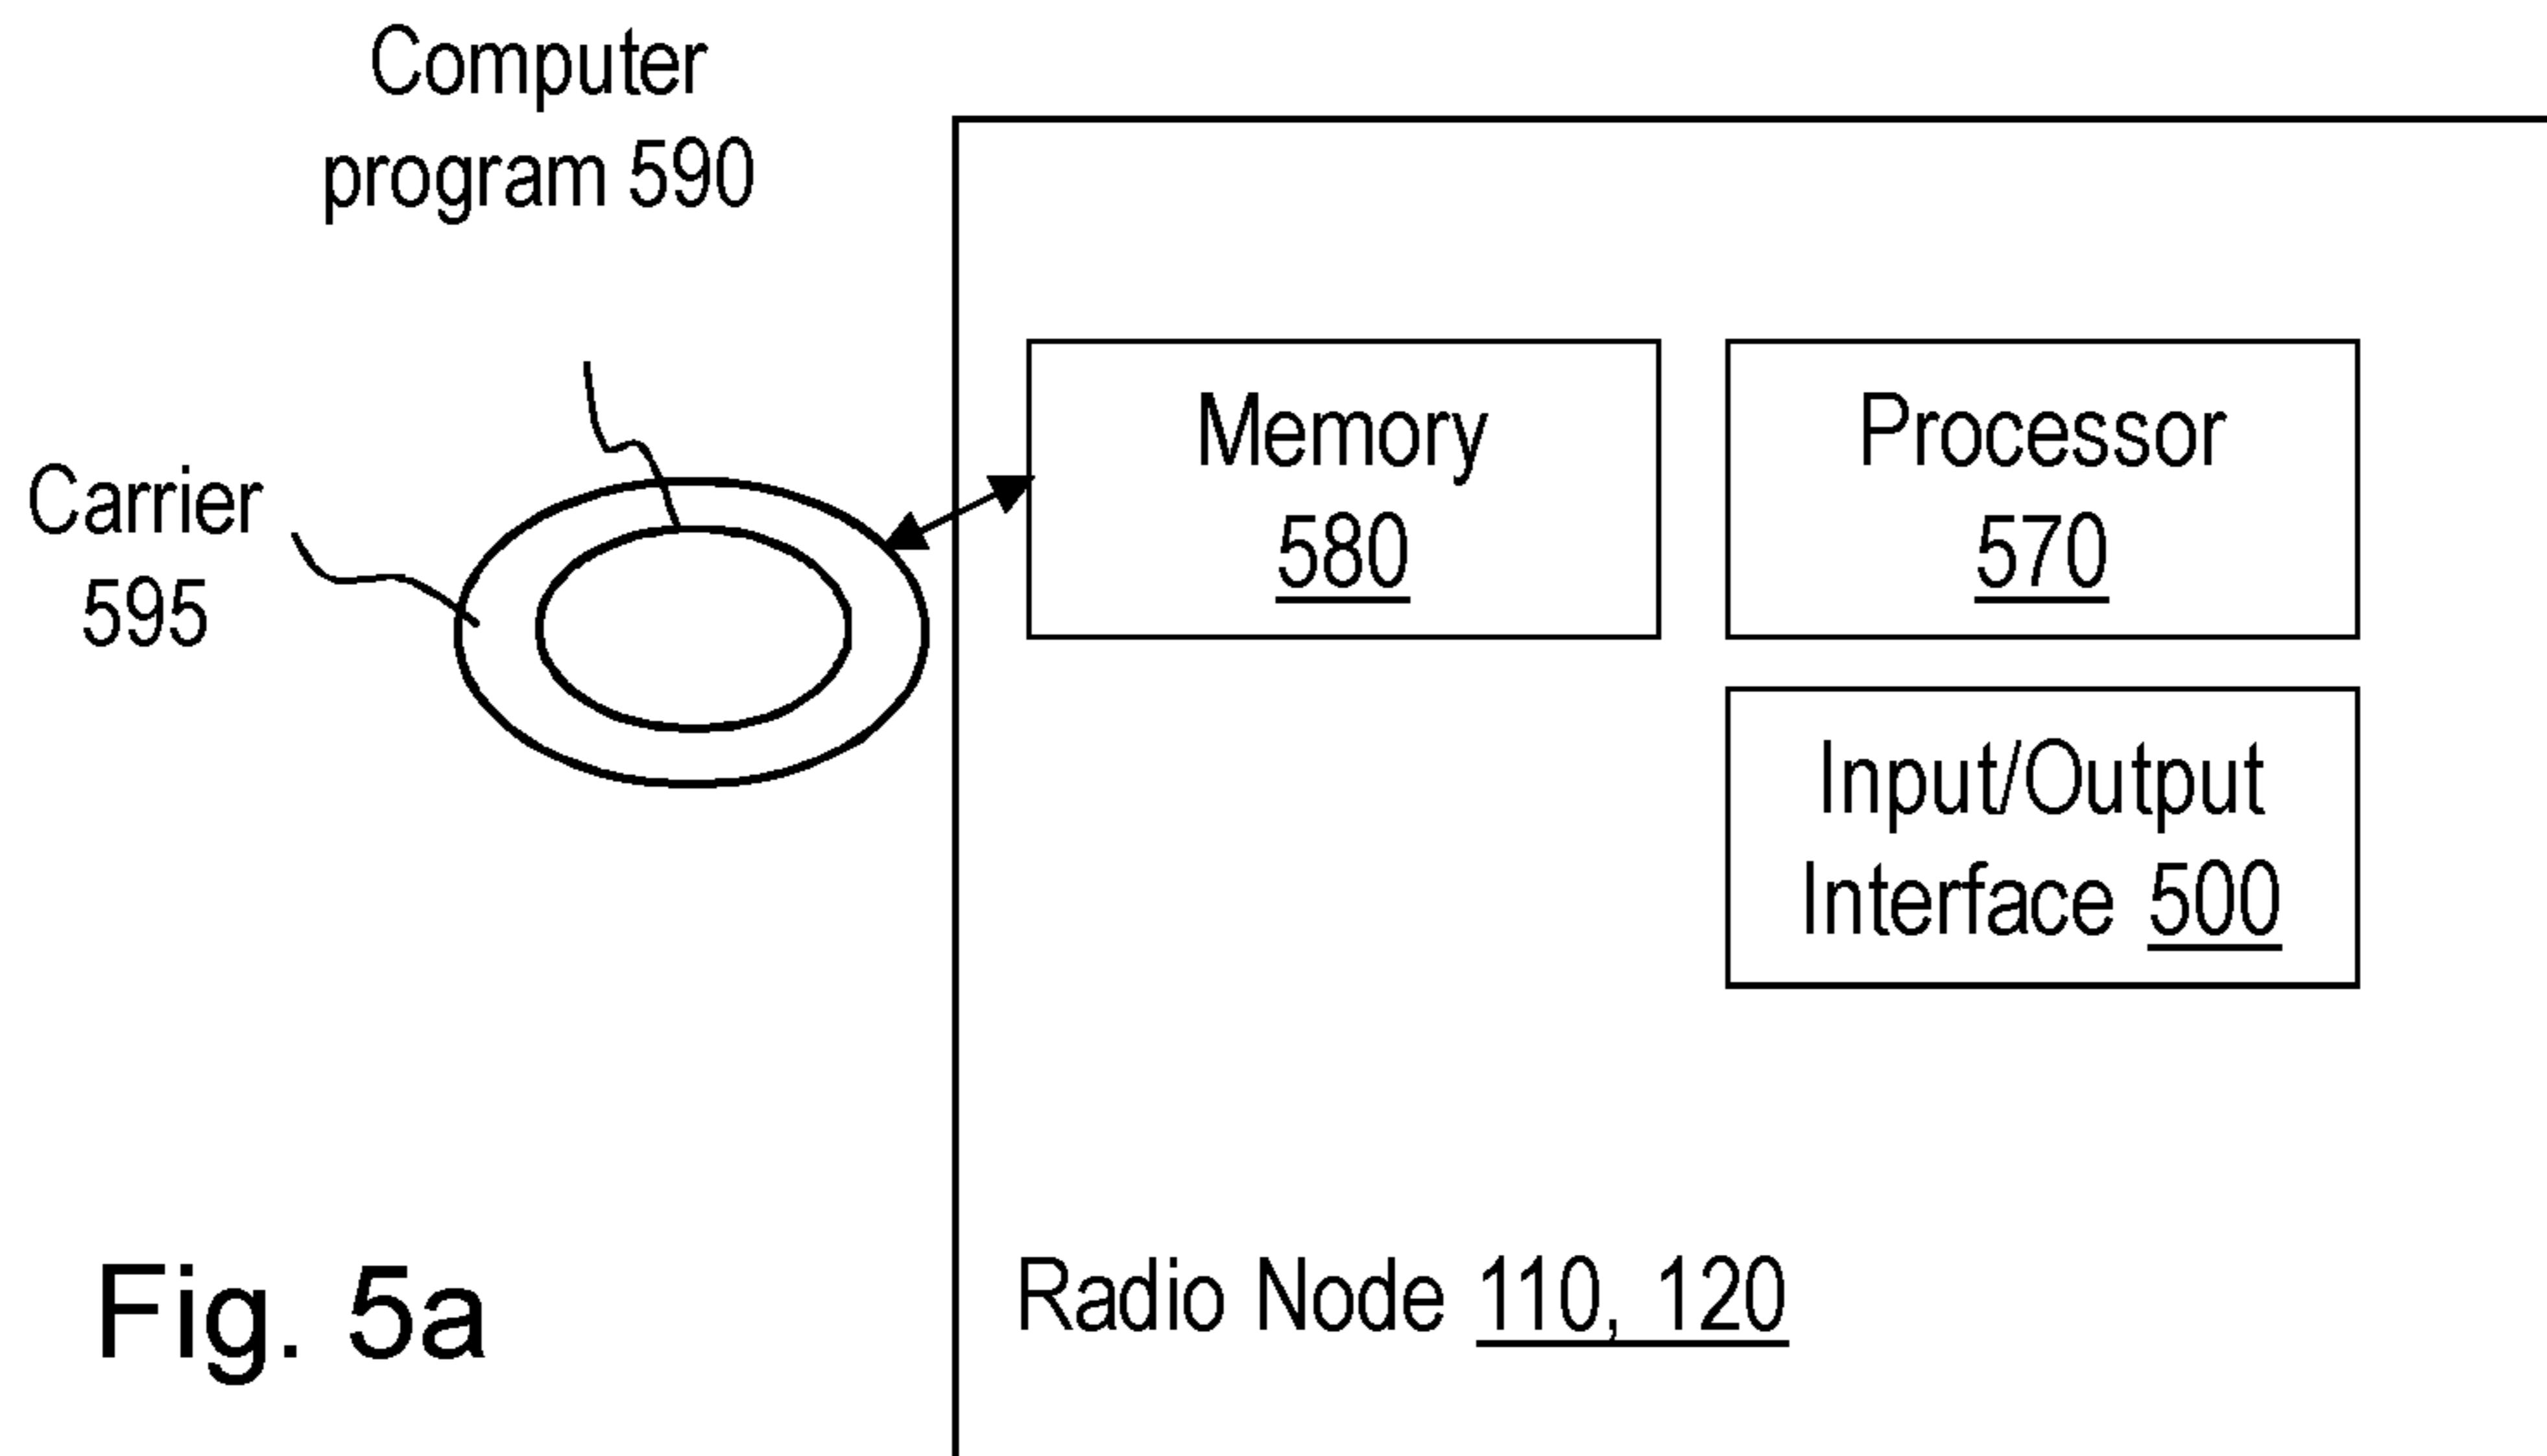 Computer
program 590
Carrier
595
Memory
580
Processor
570
Input/Output
Interface 500
Radio Node 110, 120
Fig. 5a